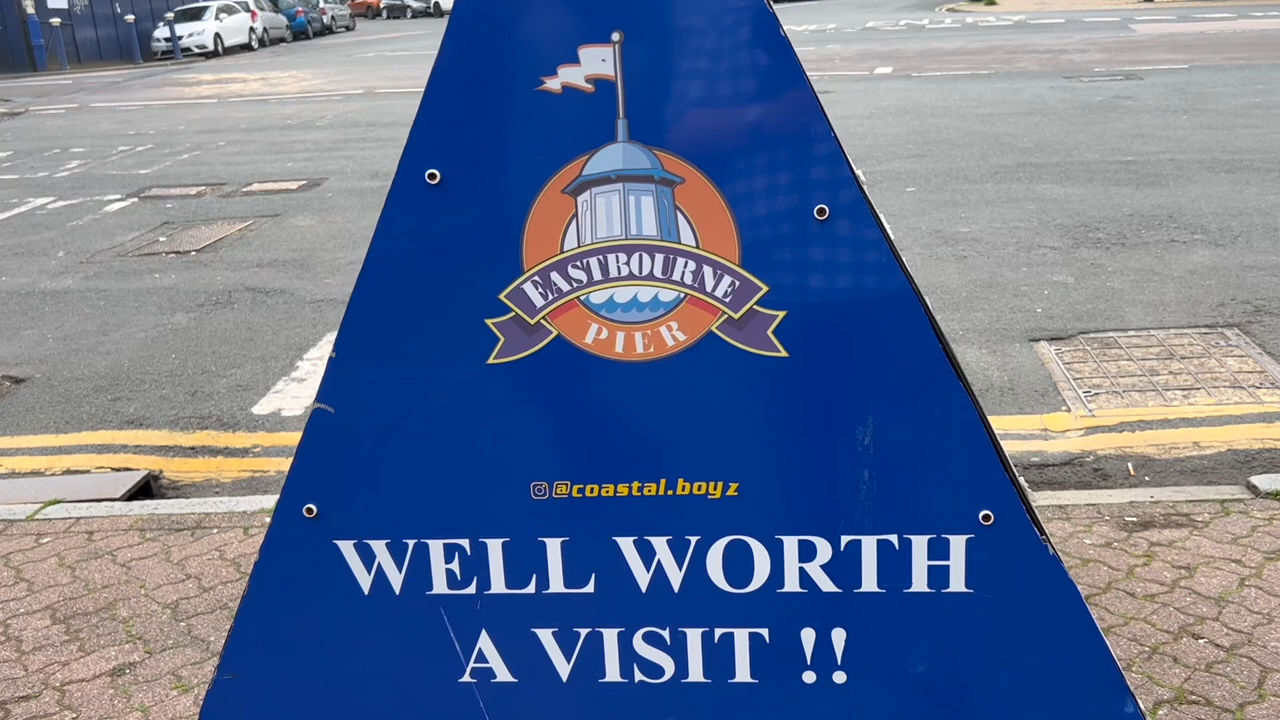 EASTBOURNE
PIER
@coastal.boyz
WELL WORTH
A VISIT !!